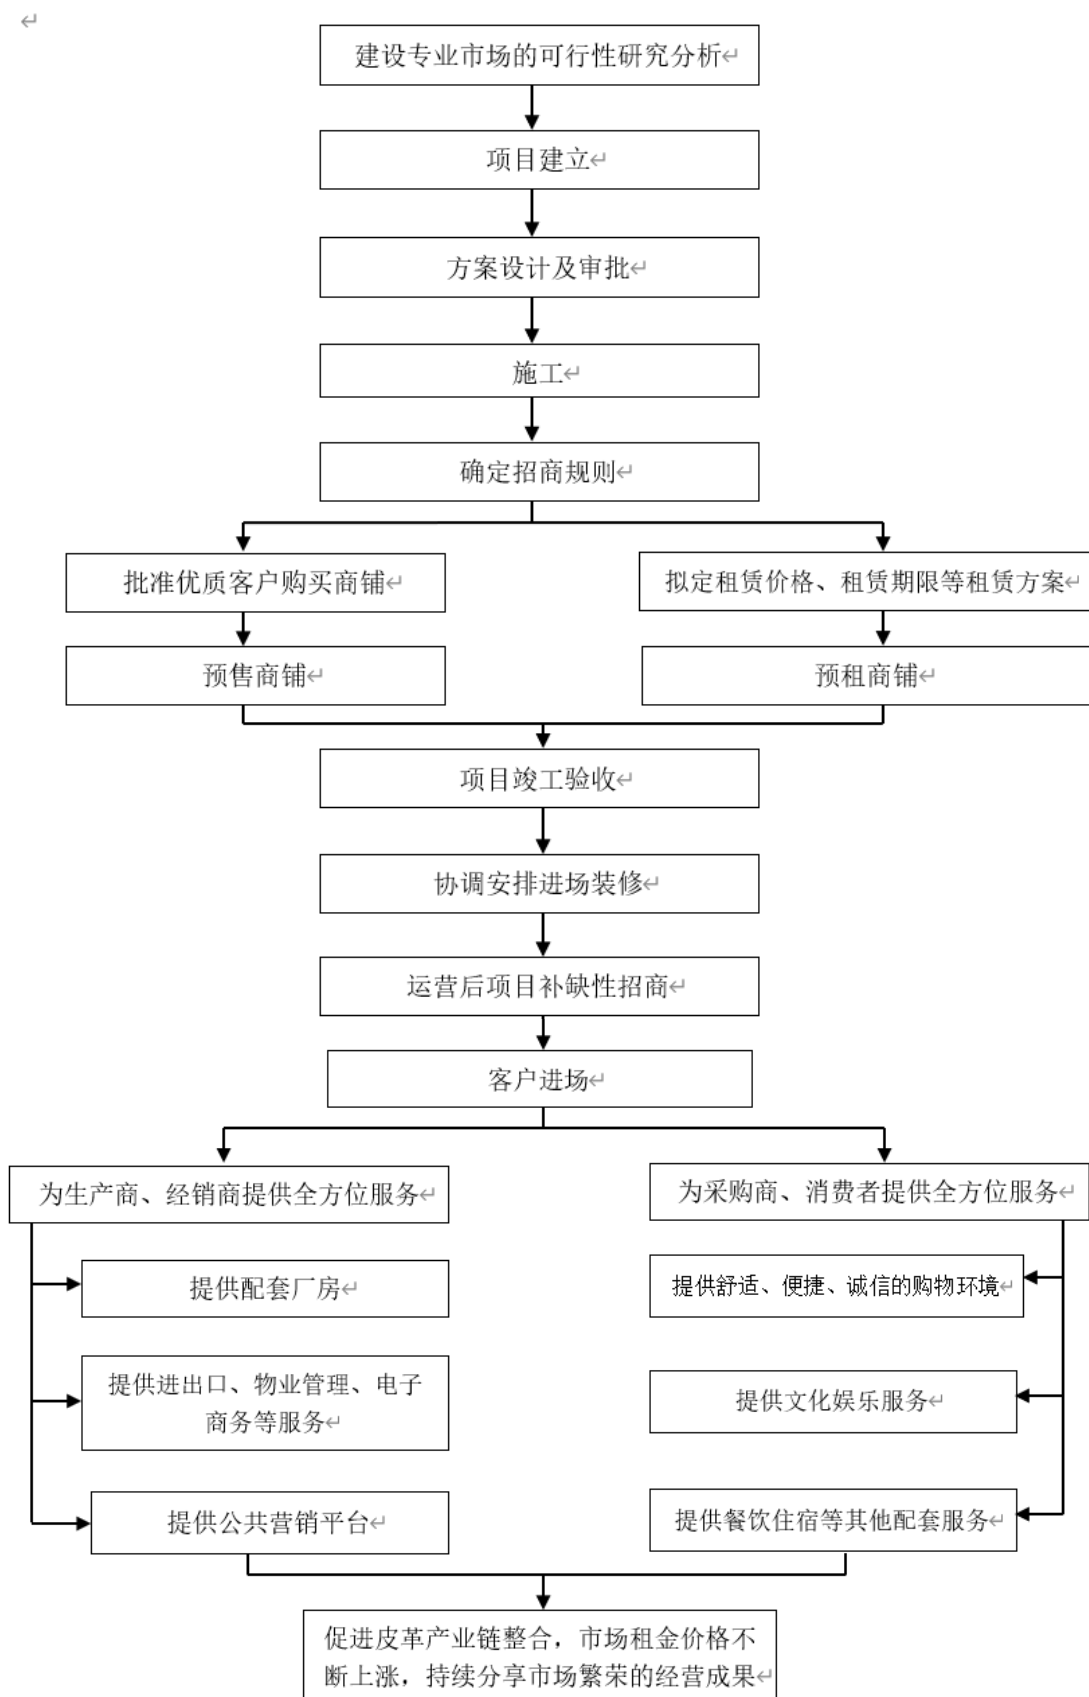 建设专业市场的可行性研究分析
项目建立
方案设计及审批
施工
确定招商规则
批准优质客户购买商铺
拟定租赁价格、租赁期限等租赁方案
预售商铺
预租商铺
项目竣工验收
协调安排进场装修
运营后项目补缺性招商
客户进场
为生产商、经销商提供全方位服务
为采购商、消费者提供全方位服务
提供配套厂房
提供舒适、便捷、诚信的购物环境
提供进出口、物业管理、电子
商务等服务
提供文化娱乐服务
提供公共营销平台
提供餐饮住宿等其他配套服务
促进皮革产业链整合，市场租金价格不
断上涨，持续分享市场繁荣的经营成果